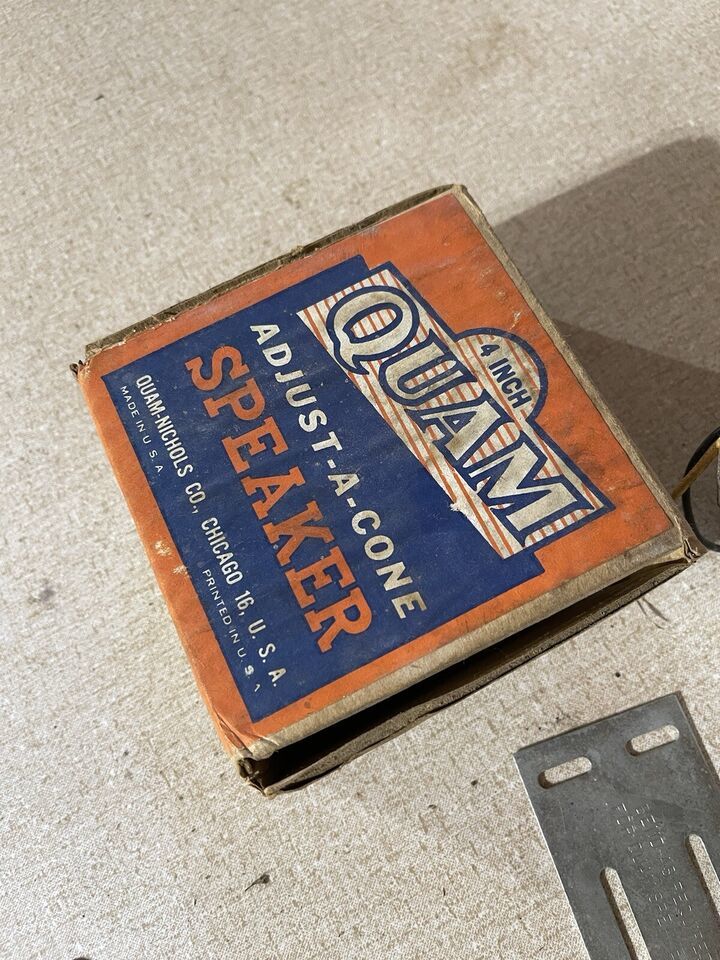 4 INCH
QUAM
ADJUST-A-CONE
SPEAKER
QUAM-NICHOLS CO., CHICAGO 16, U. S. A.
MADE IN U S A
PRINTED IN U. S. A